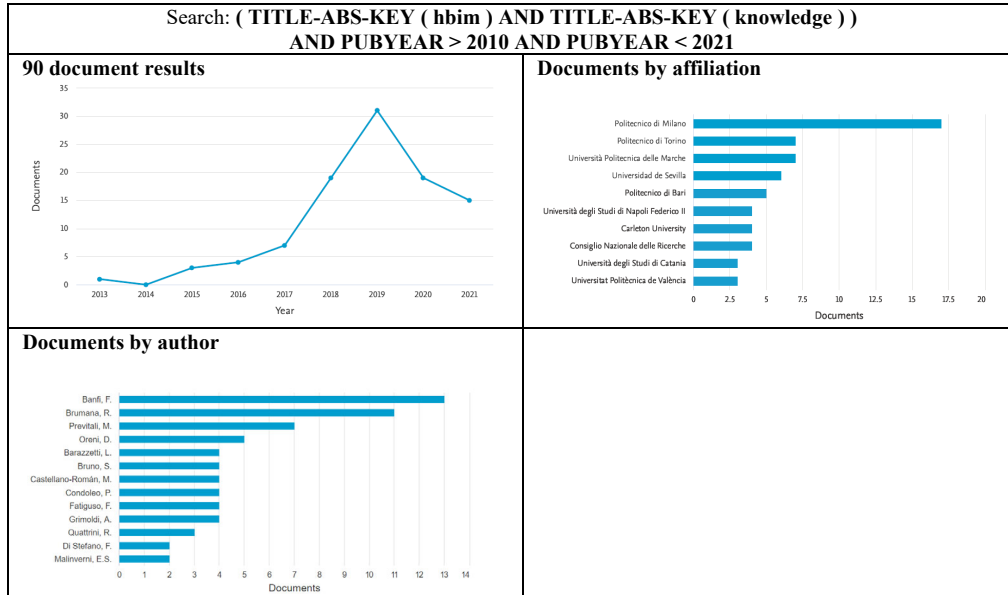 Search: ( TITLE-ABS-KEY ( hbim ) AND TITLE-ABS-KEY ( knowledge ) )
AND PUBYEAR > 2010 AND PUBYEAR < 2021
90 document results
35
30
25
20
15
10
5
0
Documents
2013 2014 2015 2016 2017 2018 2019 2020 2021
Year
Documents by affiliation
Politecnico di Milano
Politecnico di Torino
Università Politecnica delle Marche
Universidad de Sevilla
Politecnico di Bari
Università degli Studi di Napoli Federico II
Carleton University
Consiglio Nazionale delle Ricerche
Università degli Studi di Catania
Universitat Politècnica de València
0 2.5 5 7.5 10 12.5 15 17.5 20
Documents
Documents by author
Banfi, F.
Brumana, R.
Previtali, M.
Oreni, D.
Barazzetti, L.
Bruno, S.
Castellano-Román, M.
Condoleo, P.
Fatiguso, F.
Grimoldi, A.
Quattrini, R.
Di Stefano, F.
Malinverni, E.S.
0 1 2 3 4 5 6 7 8 9 10 11 12 13 14
Documents